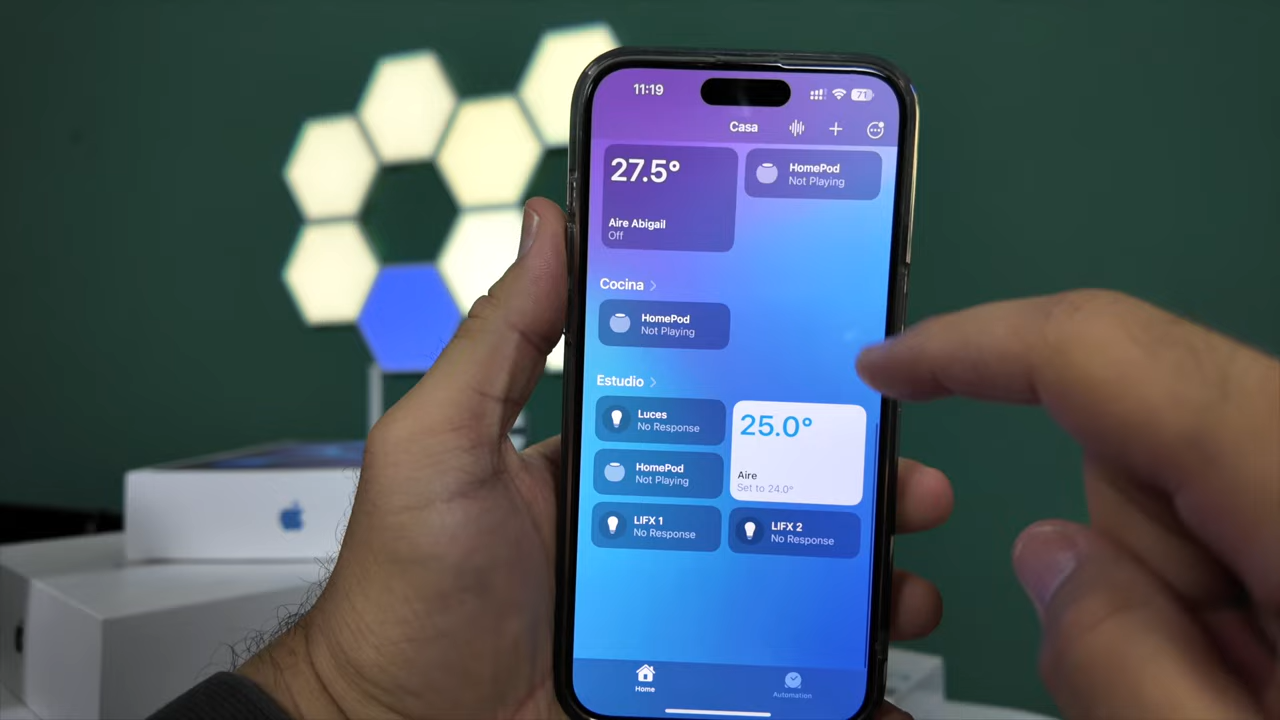 11:19
71
Casa
27.5°
Aire Abigail
Off
HomePod
Not Playing
Cocina
HomePod
Not Playing
Estudio
Luces
No Response
25.0°
Aire
Set to 24.0°
HomePod
Not Playing
LIFX 1
No Response
LIFX 2
No Response
Home
Automation